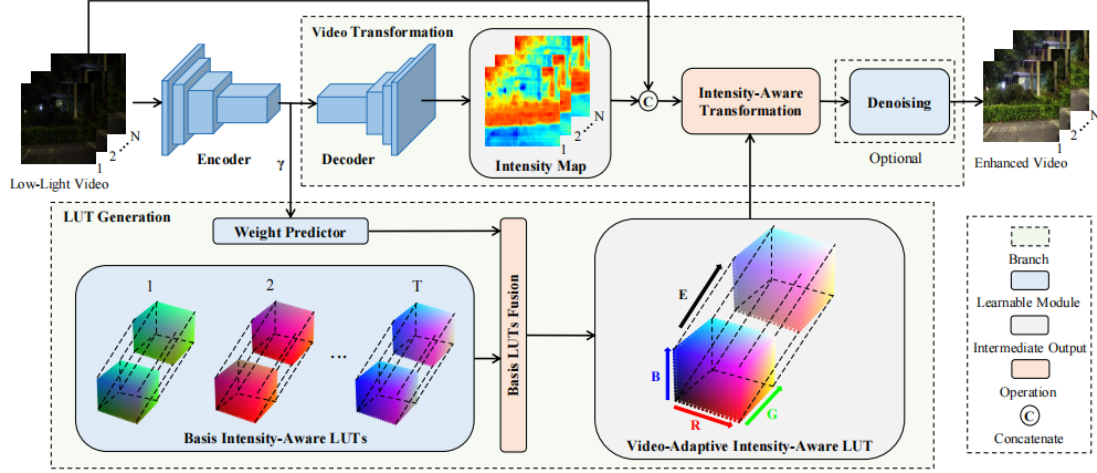 Video Transformation
Encoder
Decoder
Intensity Map
1
2
N
C
Intensity-Aware
Transformation
Denoising
Optional
1
2
N
Low-Light Video
1
2
N
Enhanced Video
γ
LUT Generation
Weight Predictor
1
2
T
...
Basis Intensity-Aware LUTs
Basis LUTs Fusion
E
B
R
G
Video-Adaptive Intensity-Aware LUT
Branch
Learnable Module
Intermediate Output
Operation
C
Concatenate